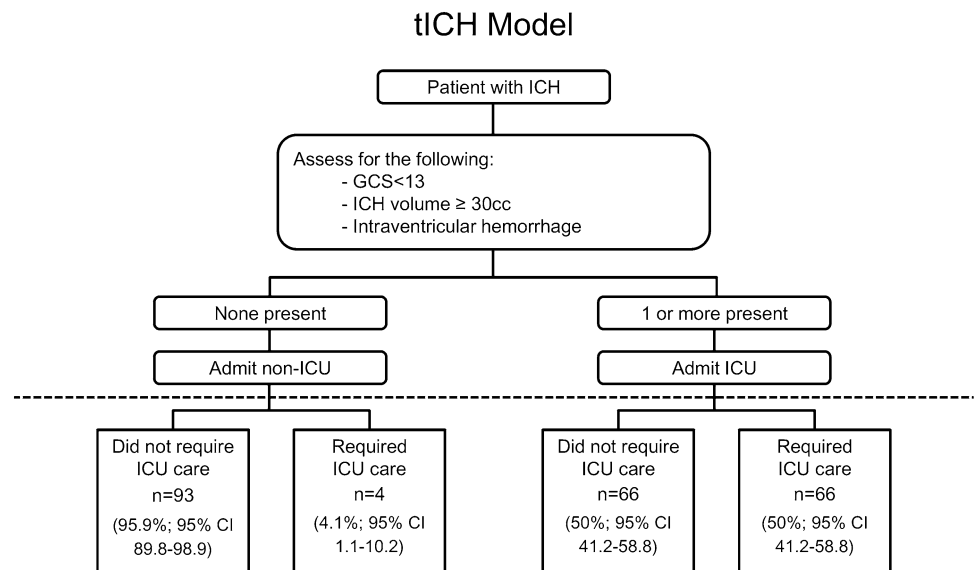 tICH Model
Patient with ICH
Assess for the following:
- GCS<13
- ICH volume ≥ 30cc
- Intraventricular hemorrhage
None present
1 or more present
Admit non-ICU
Admit ICU
Did not require
ICU care
n=93
(95.9%; 95% CI
89.8-98.9)
Required
ICU care
n=4
(4.1%; 95% CI
1.1-10.2)
Did not require
ICU care
n=66
(50%; 95% CI
41.2-58.8)
Required
ICU care
n=66
(50%; 95% CI
41.2-58.8)